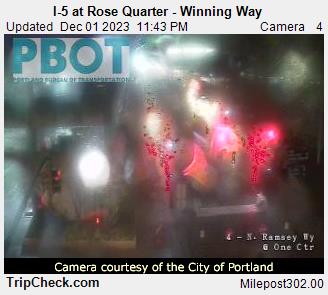 I-5 at Rose Quarter - Winning Way
Updated Dec 01 2023 11:43 PM Camera 4
PBOT
PORTLAND BUREAU OF TRANSPORTATION
4 - N. Ramsey Wy
@ One Ctr
Camera courtesy of the City of Portland
TripCheck.com Milepost302.00